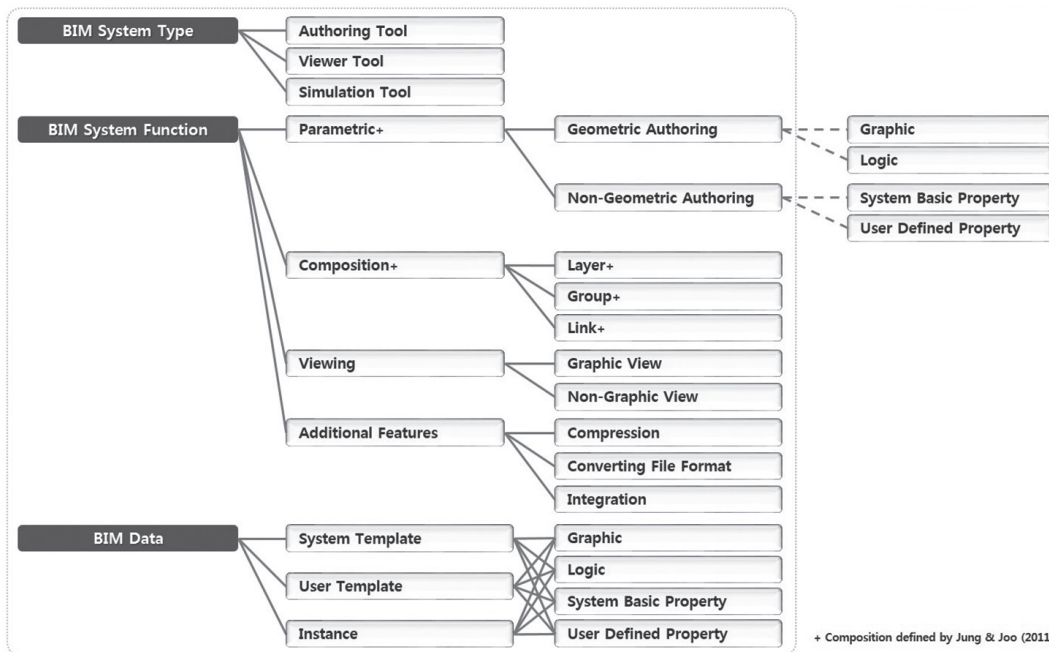 BIM System Type
Authoring Tool
Viewer Tool
Simulation Tool
BIM System Function
Parametric+
Geometric Authoring
Graphic
Logic
Non-Geometric Authoring
System Basic Property
User Defined Property
Composition+
Layer+
Group+
Link+
Viewing
Graphic View
Non-Graphic View
Additional Features
Compression
Converting File Format
Integration
BIM Data
System Template
Graphic
Logic
User Template
System Basic Property
Instance
User Defined Property
+ Composition defined by Jung & Joo (2011